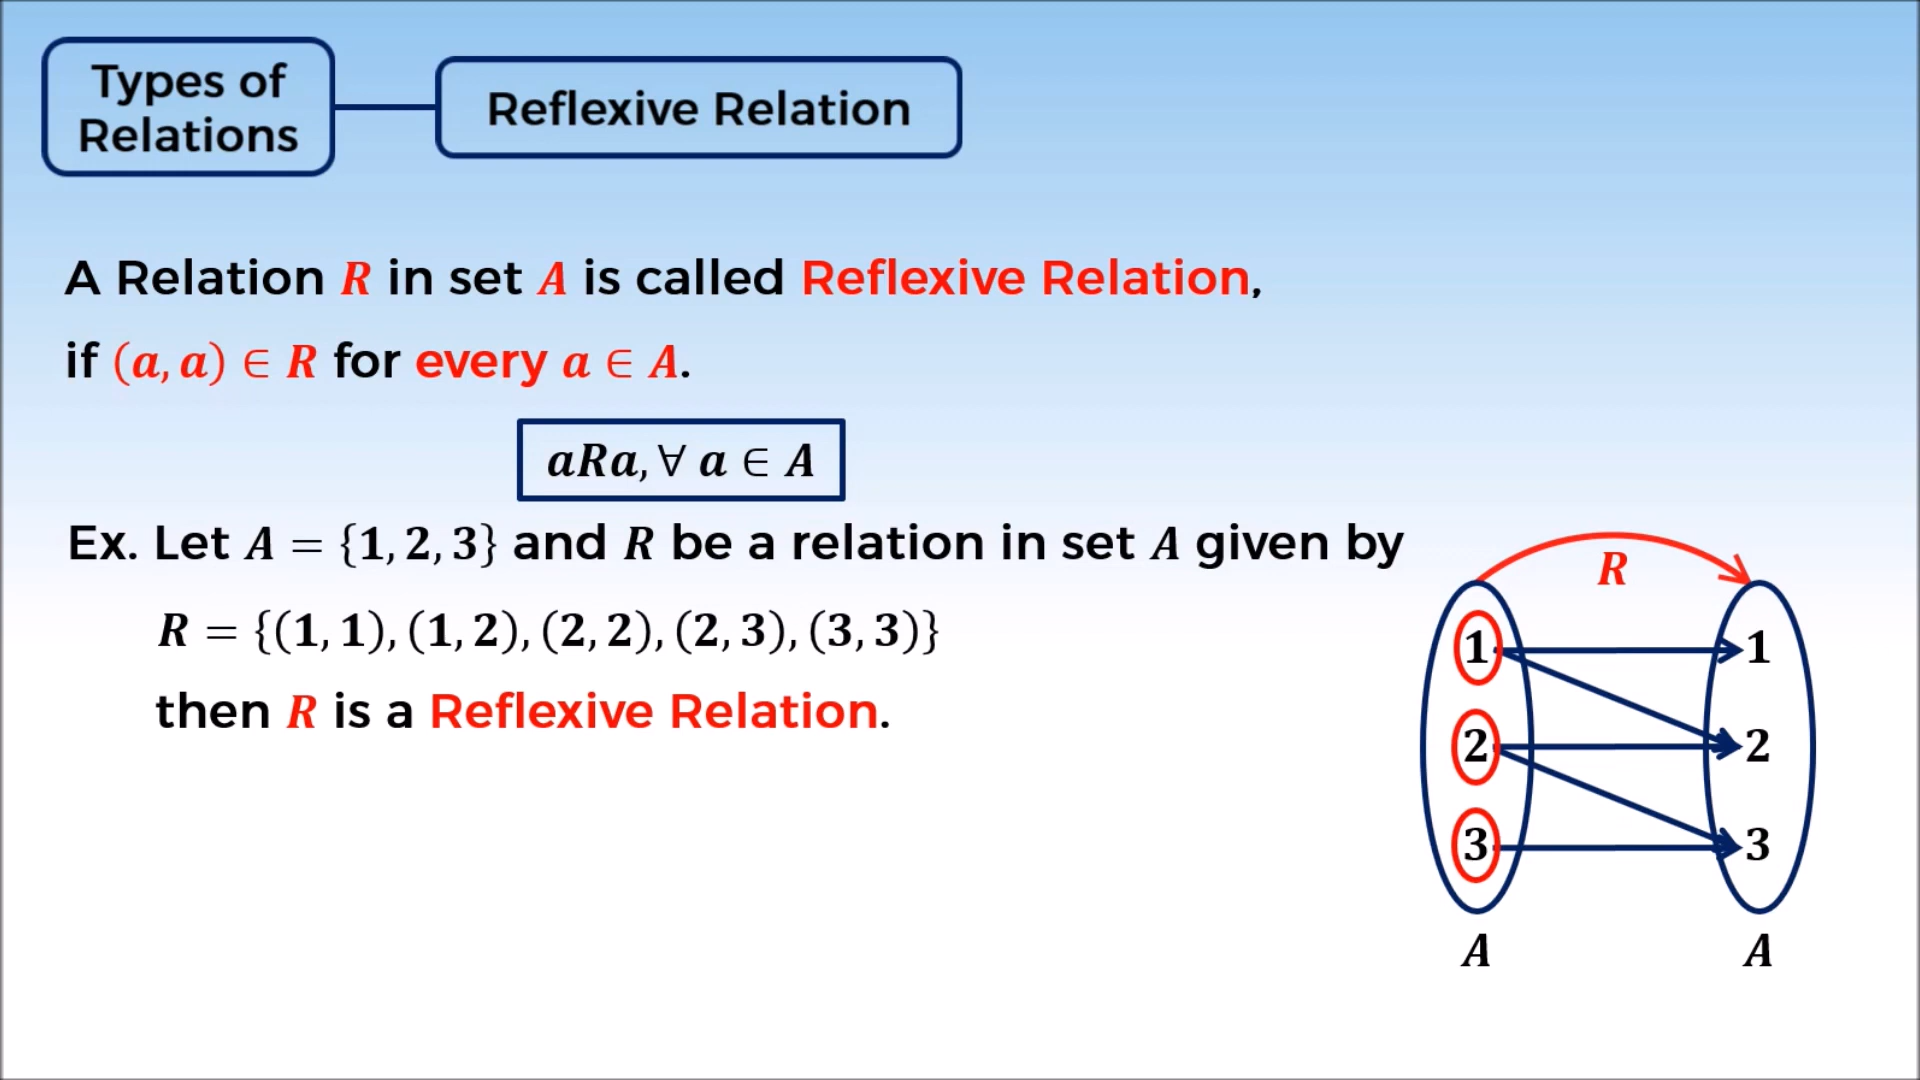 Types of
Relations
Reflexive Relation
A Relation R in set A is called Reflexive Relation,
if (a, a) ∈ R for every a ∈ A.
aRa, ∀ a ∈ A
Ex. Let A = {1, 2, 3} and R be a relation in set A given by
R = {(1, 1), (1, 2), (2, 2), (2, 3), (3, 3)}
then R is a Reflexive Relation.
R
1 1
2 2
3 3
A A